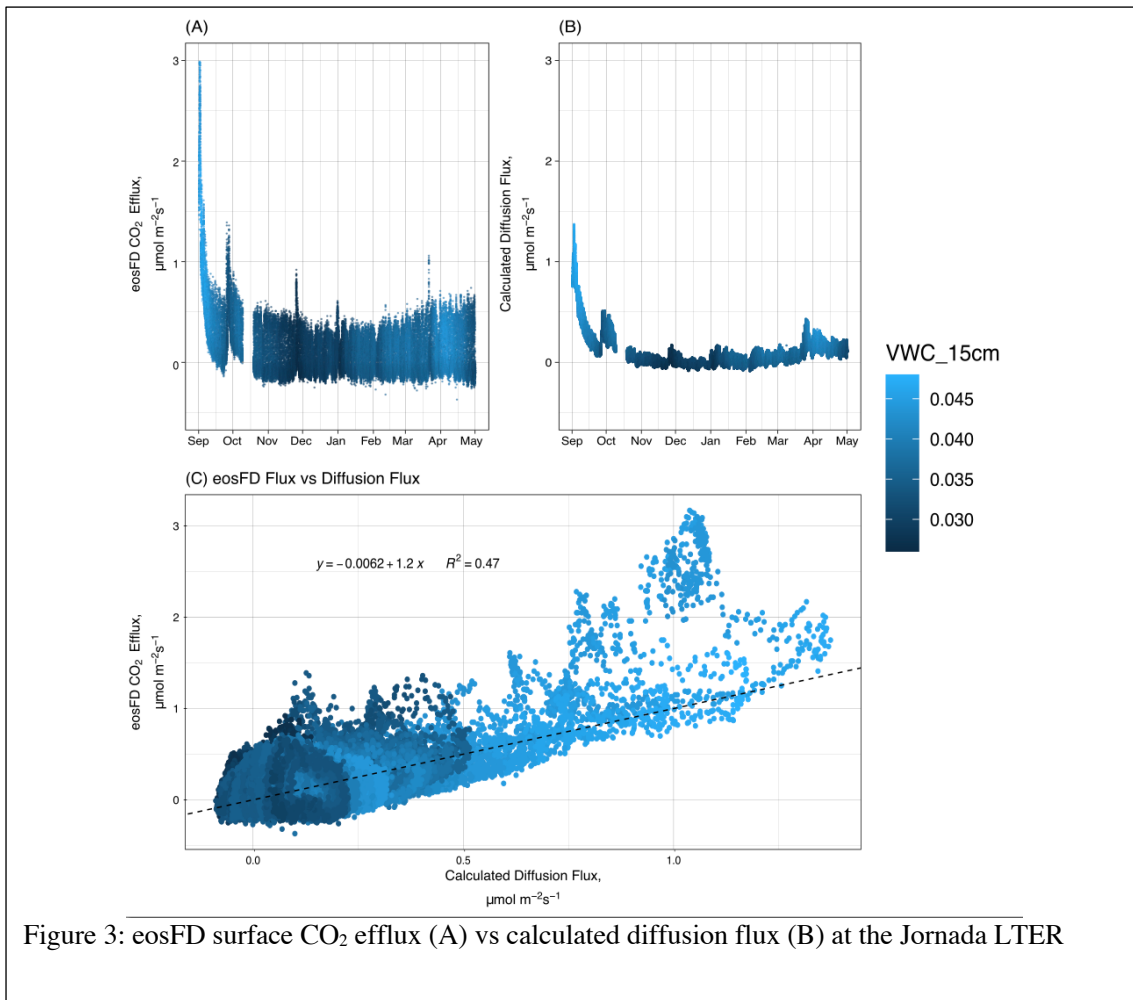 (A)
(B)
eosFD CO₂ Efflux,
μmol m⁻²s⁻¹
3
2
1
0
Sep Oct Nov Dec Jan Feb Mar Apr May
Calculated Diffusion Flux,
μmol m⁻²s⁻¹
3
2
1
0
Sep Oct Nov Dec Jan Feb Mar Apr May
VWC_15cm
0.045
0.040
0.035
0.030
(C) eosFD Flux vs Diffusion Flux
y = −0.0062 + 1.2 x R² = 0.47
eosFD CO₂ Efflux,
μmol m⁻²s⁻¹
3
2
1
0
0.0 0.5 1.0
Calculated Diffusion Flux,
μmol m⁻²s⁻¹
Figure 3: eosFD surface CO₂ efflux (A) vs calculated diffusion flux (B) at the Jornada LTER